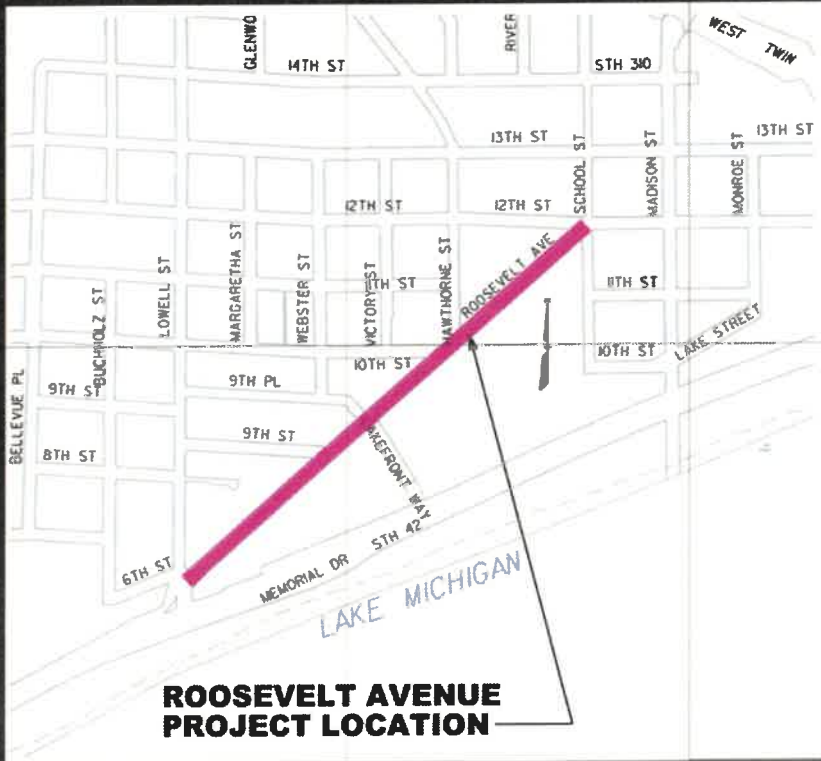 WEST TWIN
GLENWO
RIVER
14TH ST
STH 310
13TH ST
13TH ST
SCHOOL ST
MADISON ST
MONROE ST
12TH ST
12TH ST
MARGARETHA ST
LOWELL ST
WEBSTER ST
VICTORY ST
HAWTHORNE ST
ROOSEVELT AVE
11TH ST
11TH ST
BUCHHOLZ ST
10TH ST
10TH ST
LAKE STREET
BELLEVUE PL
9TH ST
9TH PL
9TH ST
8TH ST
LAKEFRONT WAY
6TH ST
MEMORIAL DR
STH 42
LAKE MICHIGAN
ROOSEVELT AVENUE
PROJECT LOCATION